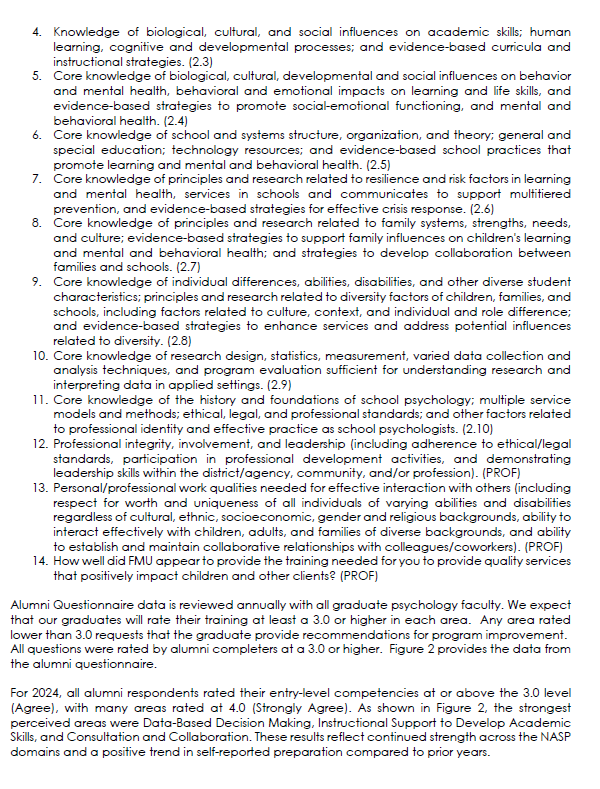 4. Knowledge of biological, cultural, and social influences on academic skills; human
learning, cognitive and developmental processes; and evidence-based curricula and
instructional strategies. (2.3)
5. Core knowledge of biological, cultural, developmental and social influences on behavior
and mental health, behavioral and emotional impacts on learning and life skills, and
evidence-based strategies to promote social-emotional functioning, and mental and
behavioral health. (2.4)
6. Core knowledge of school and systems structure, organization, and theory; general and
special education; technology resources; and evidence-based school practices that
promote learning and mental and behavioral health. (2.5)
7. Core knowledge of principles and research related to resilience and risk factors in learning
and mental health, services in schools and communicates to support multitiered
prevention, and evidence-based strategies for effective crisis response. (2.6)
8. Core knowledge of principles and research related to family systems, strengths, needs,
and culture; evidence-based strategies to support family influences on children's learning
and mental and behavioral health; and strategies to develop collaboration between
families and schools. (2.7)
9. Core knowledge of individual differences, abilities, disabilities, and other diverse student
characteristics; principles and research related to diversity factors of children, families, and
schools, including factors related to culture, context, and individual and role difference;
and evidence-based strategies to enhance services and address potential influences
related to diversity. (2.8)
10. Core knowledge of research design, statistics, measurement, varied data collection and
analysis techniques, and program evaluation sufficient for understanding research and
interpreting data in applied settings. (2.9)
11. Core knowledge of the history and foundations of school psychology; multiple service
models and methods; ethical, legal, and professional standards; and other factors related
to professional identity and effective practice as school psychologists. (2.10)
12. Professional integrity, involvement, and leadership (including adherence to ethical/legal
standards, participation in professional development activities, and demonstrating
leadership skills within the district/agency, community, and/or profession). (PROF)
13. Personal/professional work qualities needed for effective interaction with others (including
respect for worth and uniqueness of all individuals of varying abilities and disabilities
regardless of cultural, ethnic, socioeconomic, gender and religious backgrounds, ability to
interact effectively with children, adults, and families of diverse backgrounds, and ability
to establish and maintain collaborative relationships with colleagues/coworkers). (PROF)
14. How well did FMU appear to provide the training needed for you to provide quality services
that positively impact children and other clients? (PROF)
Alumni Questionnaire data is reviewed annually with all graduate psychology faculty. We expect
that our graduates will rate their training at least a 3.0 or higher in each area. Any area rated
lower than 3.0 requests that the graduate provide recommendations for program improvement.
All questions were rated by alumni completers at a 3.0 or higher. Figure 2 provides the data from
the alumni questionnaire.
For 2024, all alumni respondents rated their entry-level competencies at or above the 3.0 level
(Agree), with many areas rated at 4.0 (Strongly Agree). As shown in Figure 2, the strongest
perceived areas were Data-Based Decision Making, Instructional Support to Develop Academic
Skills, and Consultation and Collaboration. These results reflect continued strength across the NASP
domains and a positive trend in self-reported preparation compared to prior years.